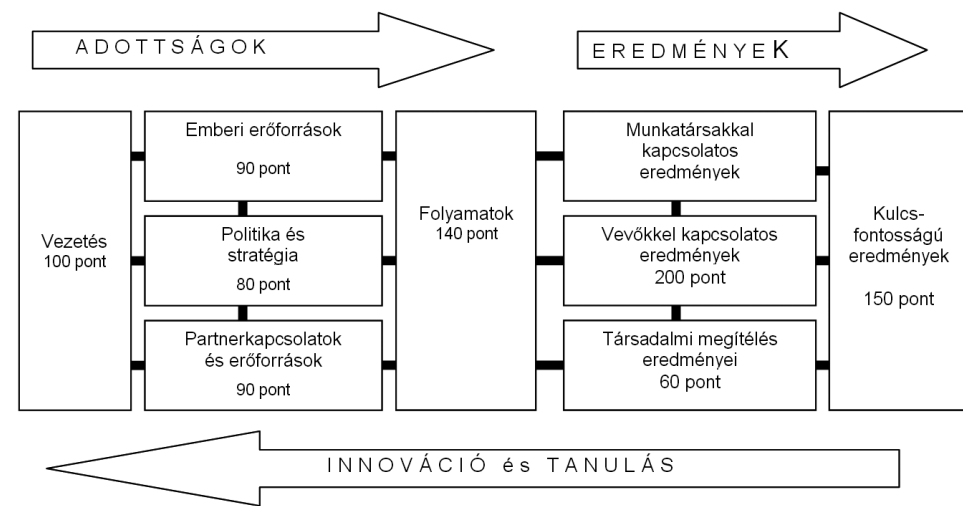 ADOTTSÁGOK
EREDMÉNYEK
Vezetés
100 pont
Emberi erőforrások
90 pont
Politika és
stratégia
80 pont
Partnerkapcsolatok
és erőforrások
90 pont
Folyamatok
140 pont
Munkatársakkal
kapcsolatos
eredmények
Vevőkkel kapcsolatos
eredmények
200 pont
Társadalmi megítélés
eredményei
60 pont
Kulcs-
fontosságú
eredmények
150 pont
INNOVÁCIÓ és TANULÁS